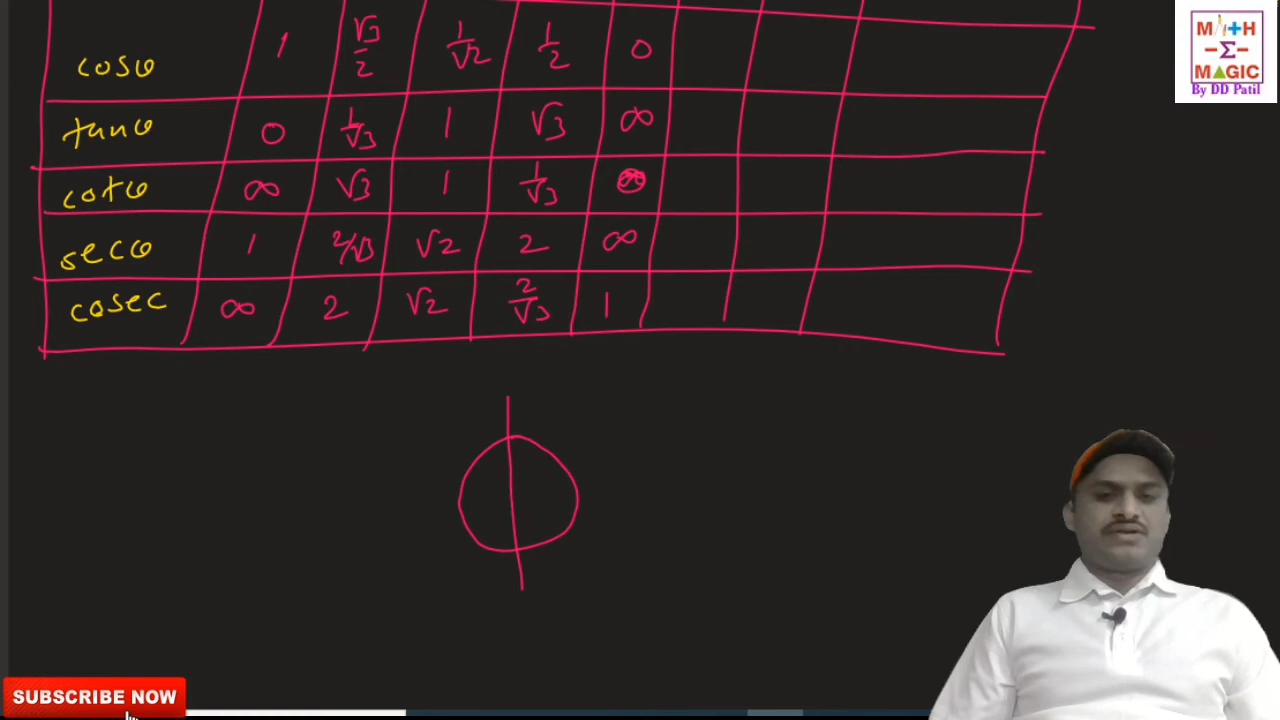 cosθ 1 √3/2 1/√2 1/2 0
tanθ 0 1/√3 1 √3 ∞
cotθ ∞ √3 1 1/√3
secθ 1 2/√3 √2 2 ∞
cosec ∞ 2 √2 2/√3 1
MATH
–Σ–
MAGIC
By DD Patil
SUBSCRIBE NOW